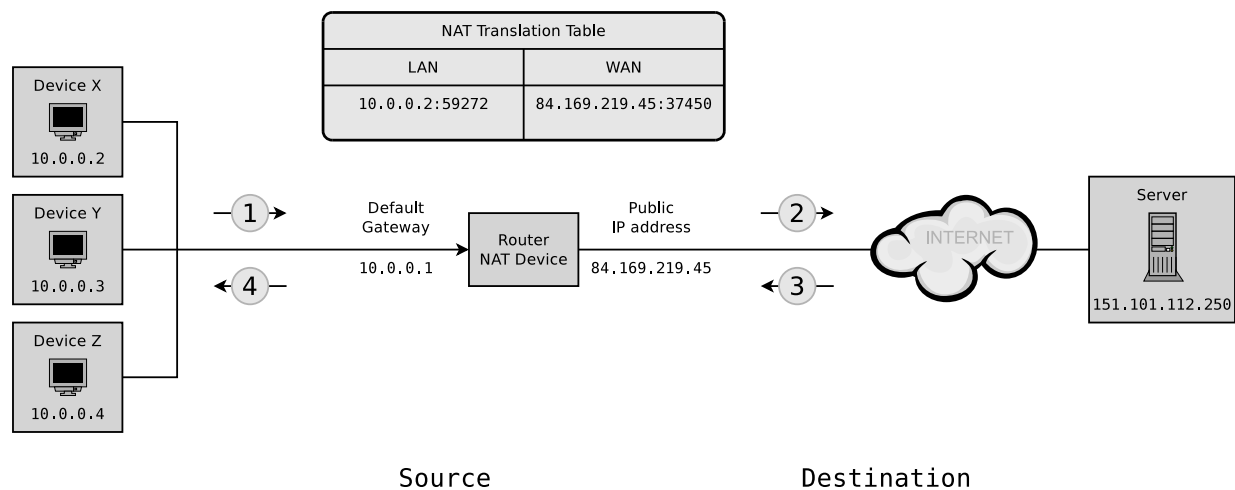 NAT Translation Table
LAN WAN
10.0.0.2:59272 84.169.219.45:37450
Device X
10.0.0.2
Device Y
10.0.0.3
Device Z
10.0.0.4
1
4
Default
Gateway
10.0.0.1
Router
NAT Device
Public
IP address
84.169.219.45
2
3
INTERNET
Server
151.101.112.250
Source Destination